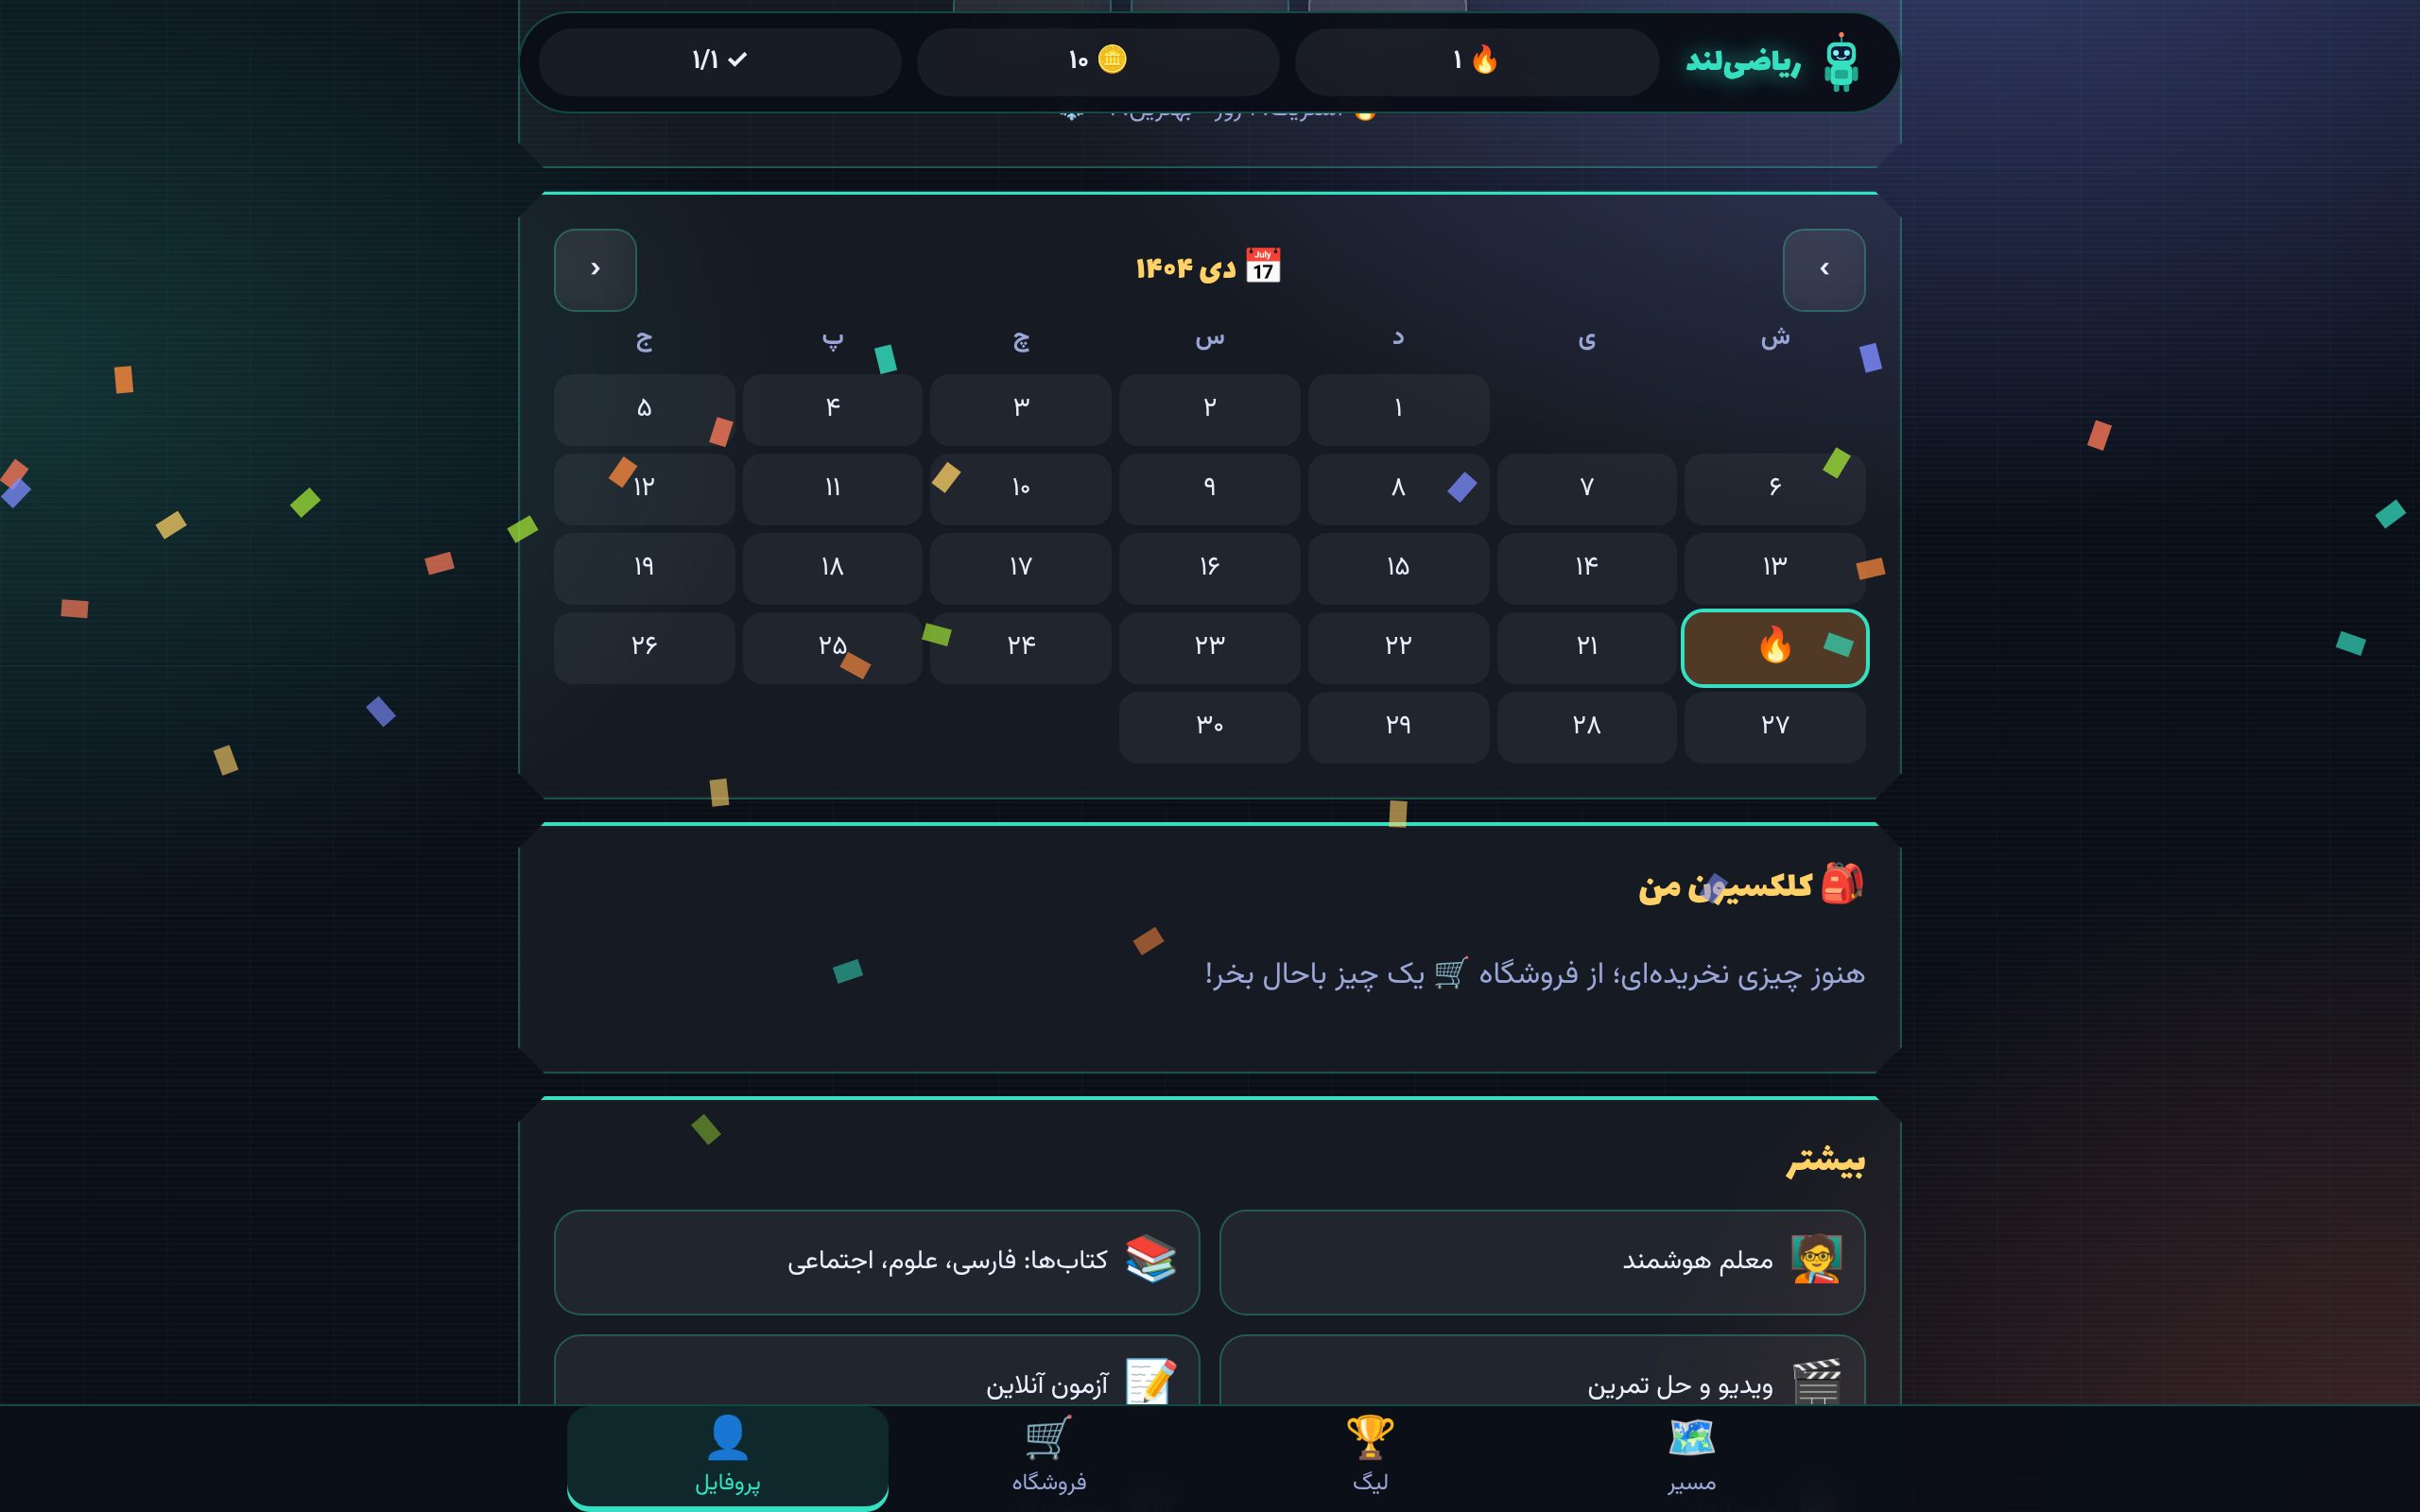 ریاضی‌لند
۱
۱۰
۱/۱
دی ۱۴۰۴
ش ی د س چ پ ج
۱ ۲ ۳ ۴ ۵
۶ ۷ ۸ ۹ ۱۰ ۱۱ ۱۲
۱۳ ۱۴ ۱۵ ۱۶ ۱۷ ۱۸ ۱۹
۲۱ ۲۲ ۲۳ ۲۴ ۲۵ ۲۶
۲۷ ۲۸ ۲۹ ۳۰
کلکسیون من
هنوز چیزی نخریده‌ای؛ از فروشگاه 🛒 یک چیز باحال بخر!
بیشتر
معلم هوشمند
کتاب‌ها: فارسی، علوم، اجتماعی
ویدیو و حل تمرین
آزمون آنلاین
مسیر
لیگ
فروشگاه
پروفایل